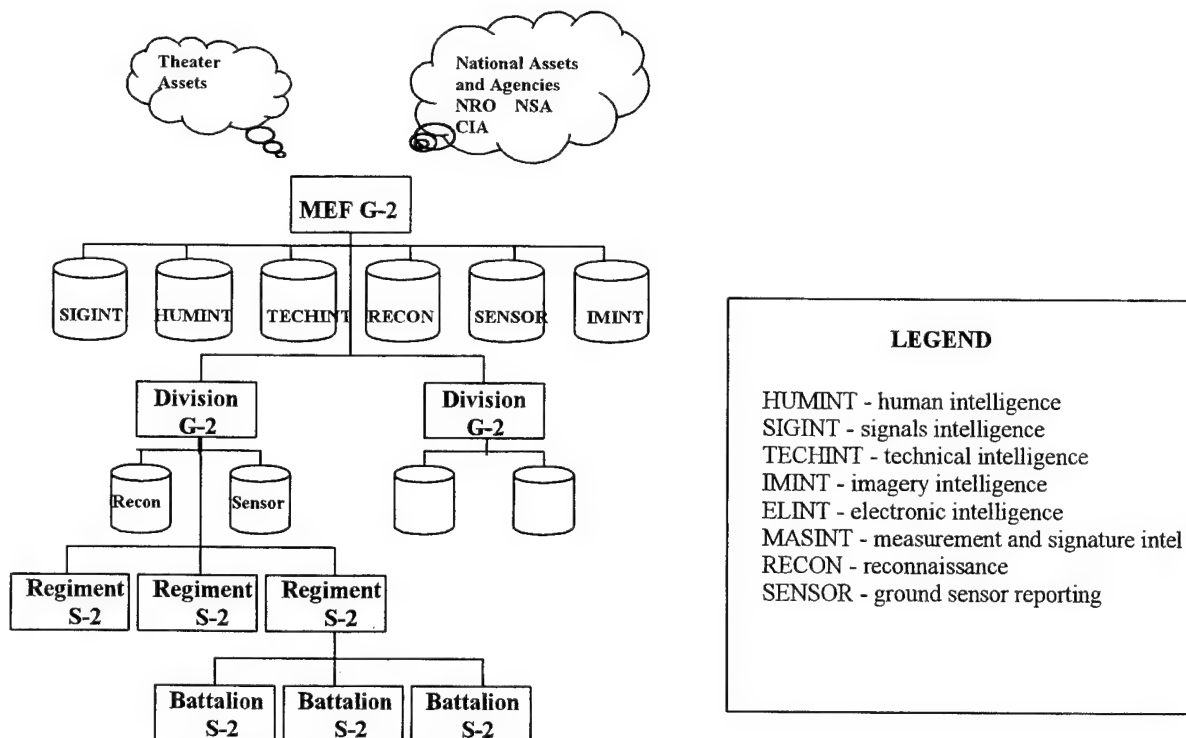 Theater
Assets
National Assets
and Agencies
NRO NSA
CIA
MEF G-2
SIGINT
HUMINT
TECHINT
RECON
SENSOR
IMINT
Division
G-2
Division
G-2
Recon
Sensor
Regiment
S-2
Regiment
S-2
Regiment
S-2
Battalion
S-2
Battalion
S-2
Battalion
S-2
LEGEND
HUMINT - human intelligence
SIGINT - signals intelligence
TECHINT - technical intelligence
IMINT - imagery intelligence
ELINT - electronic intelligence
MASINT - measurement and signature intel
RECON - reconnaissance
SENSOR - ground sensor reporting